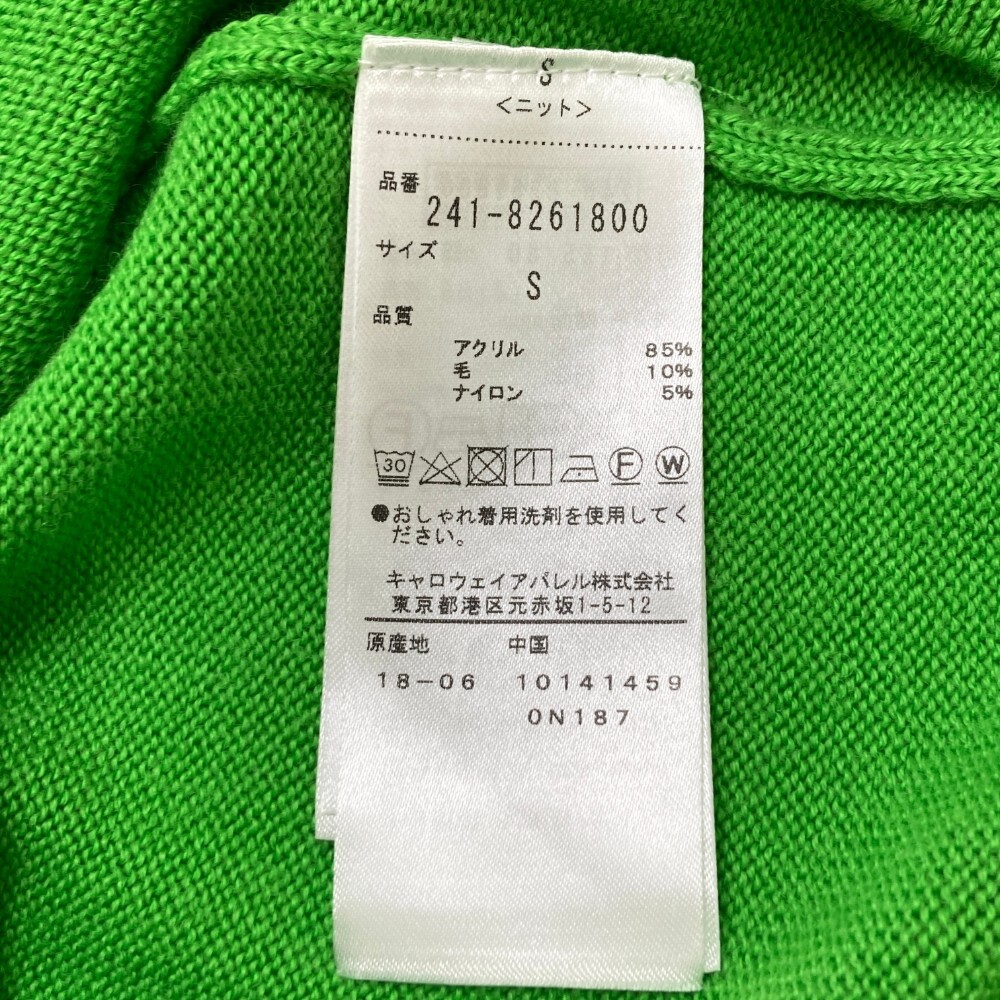 S
<ニット>
品番
241-8261800
サイズ
S
品質
アクリル 85%
毛 10%
ナイロン 5%
30 F W
●おしゃれ着用洗剤を使用してく
ださい。
キャロウェイアパレル株式会社
東京都港区元赤坂1-5-12
原産地 中国
18-06 10141459
0N187